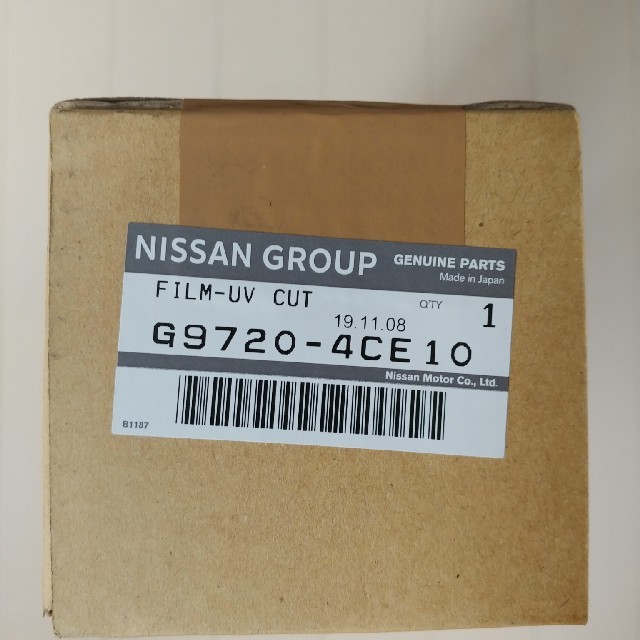 NISSAN GROUP GENUINE PARTS
Made in Japan
FILM-UV CUT
QTY 1
19.11.08
G9720-4CE10
Nissan Motor Co., Ltd.
B1187